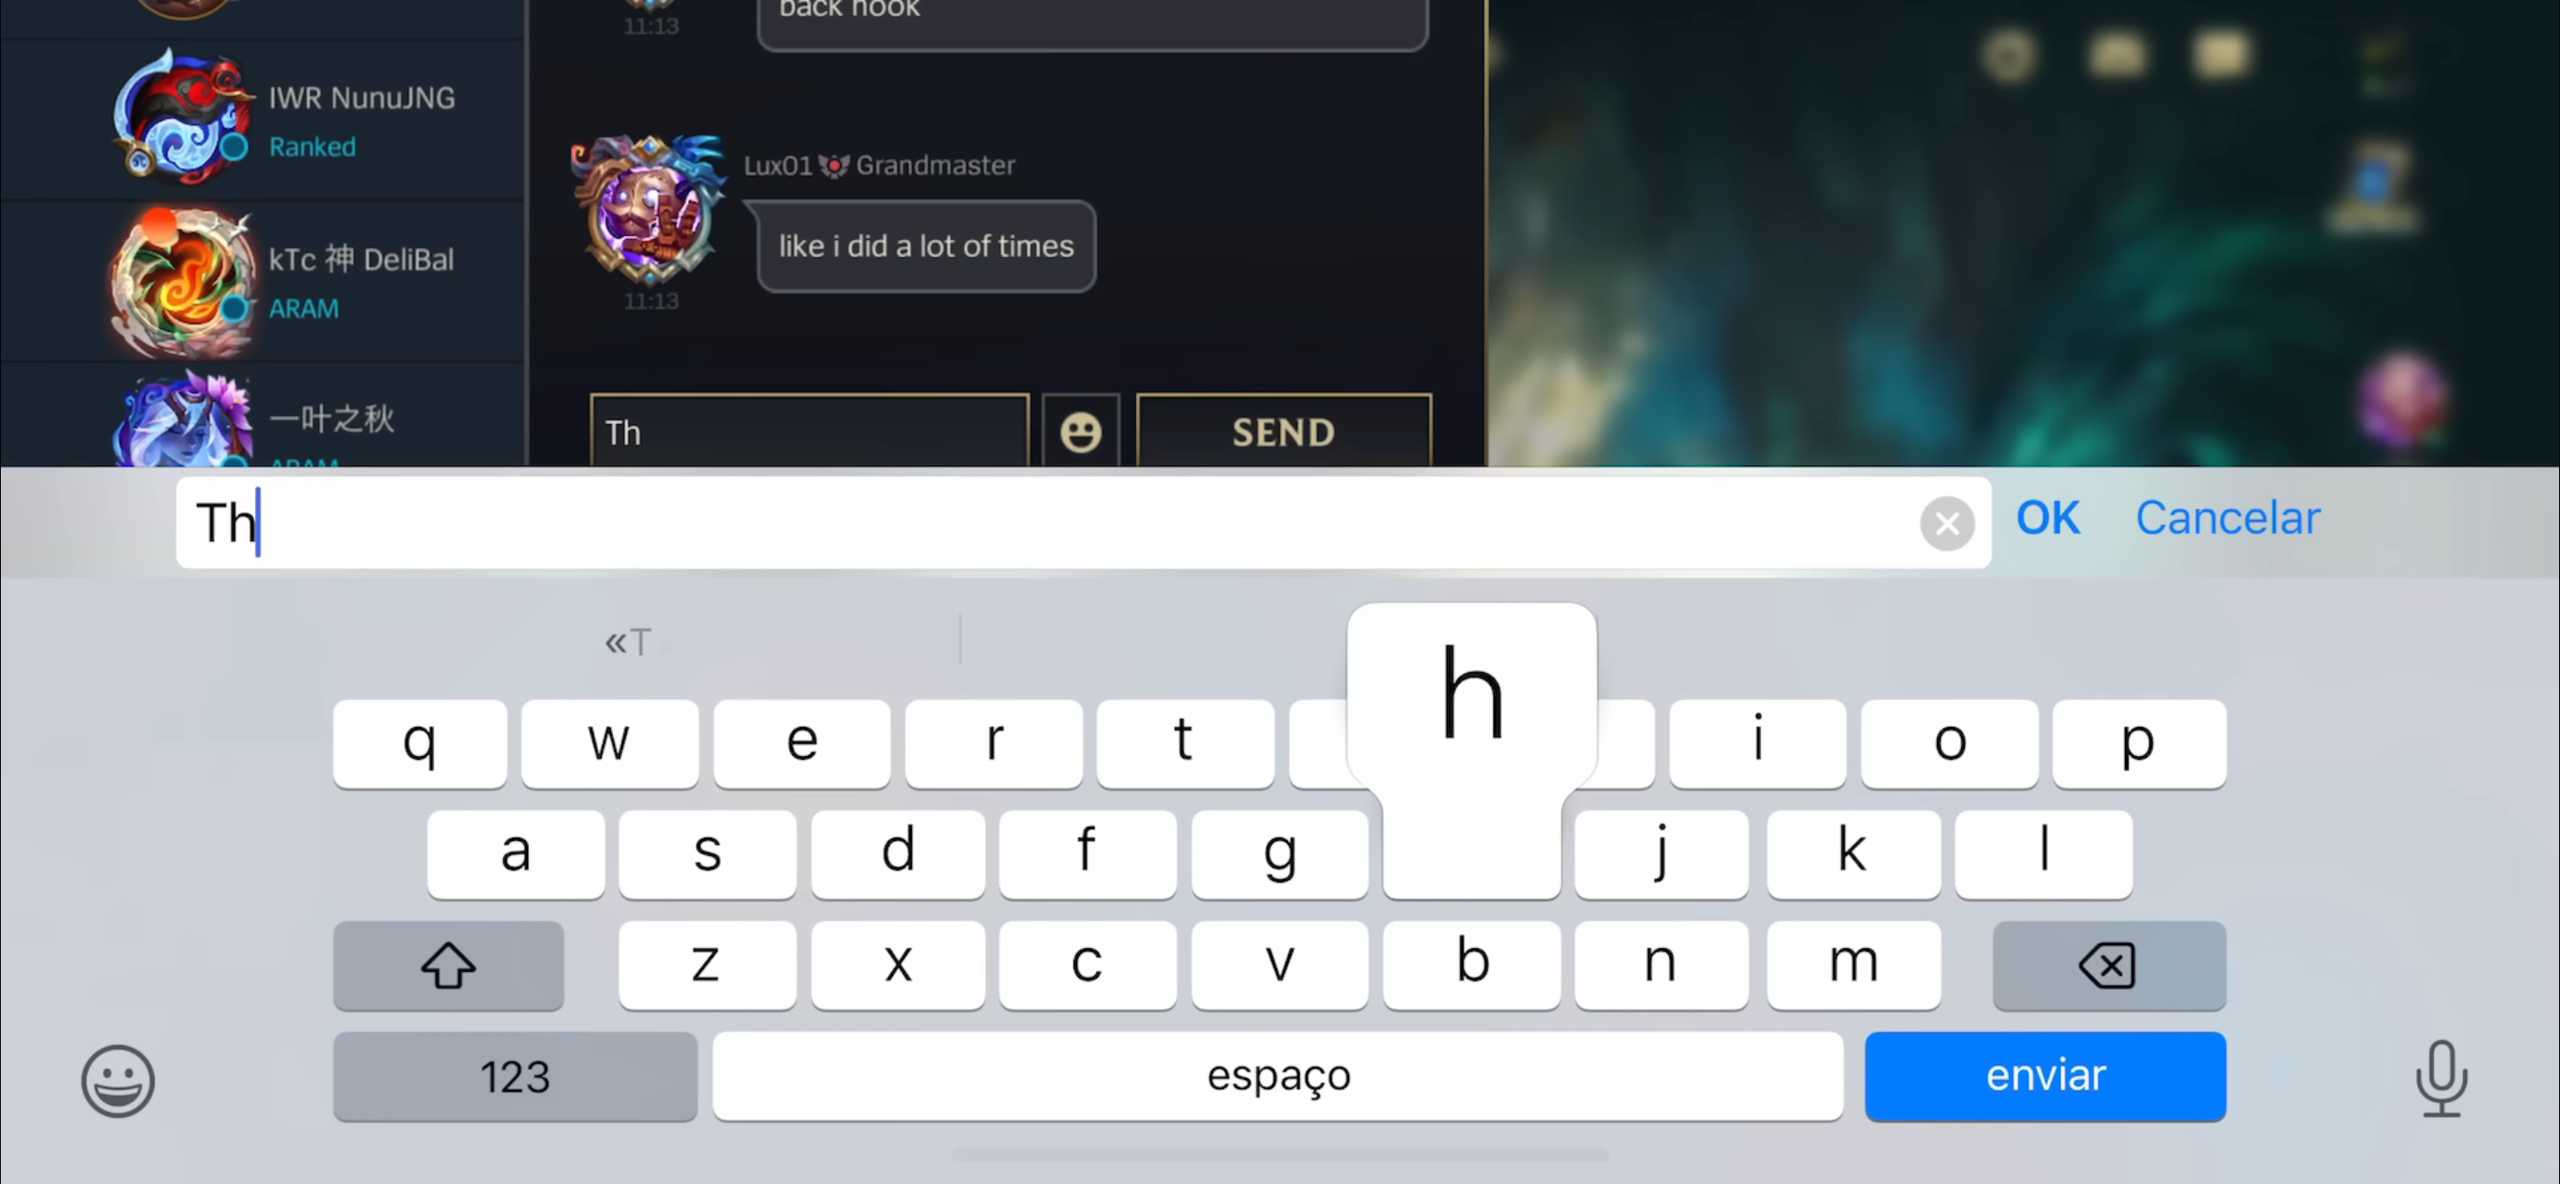 back hook
11:13
IWR NunuJNG
Ranked
Lux01 Grandmaster
like i did a lot of times
11:13
kTc 神 DeliBal
ARAM
一叶之秋
ARAM
Th
SEND
Th
OK
Cancelar
«T»
h
q w e r t i o p
a s d f g j k l
z x c v b n m
123
espaço
enviar